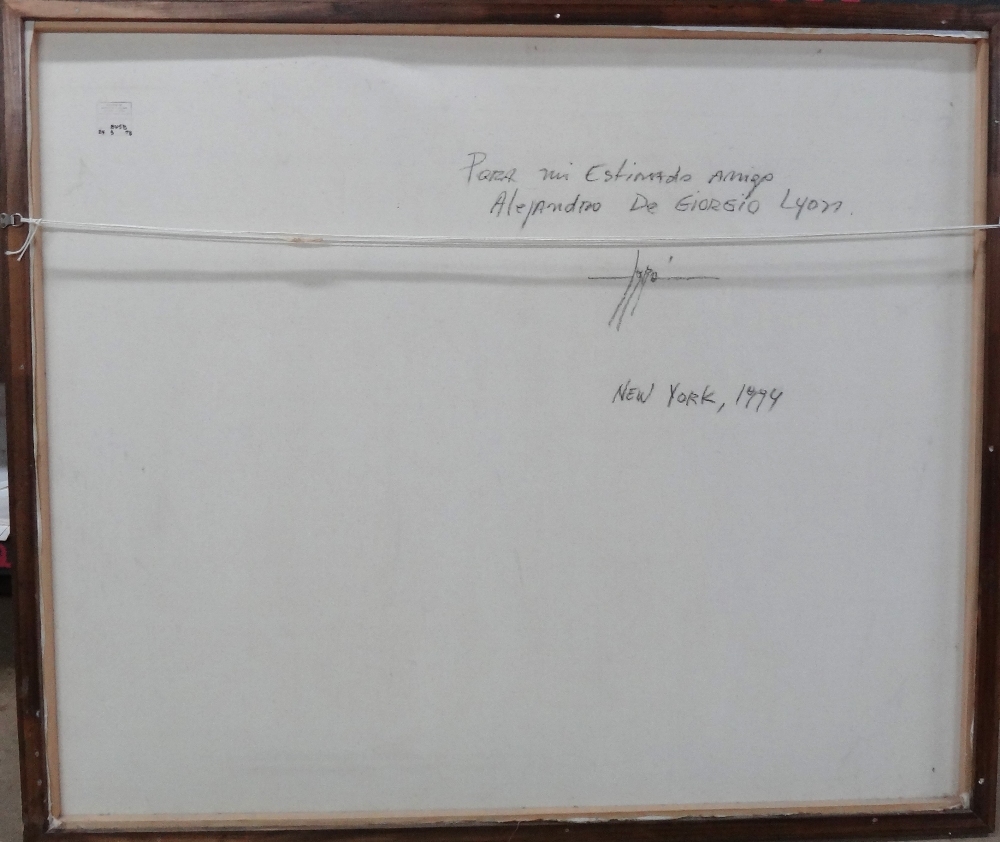 Para mi Estimado amigo
Alejandro De Giorgio Lyon.
New York, 1994